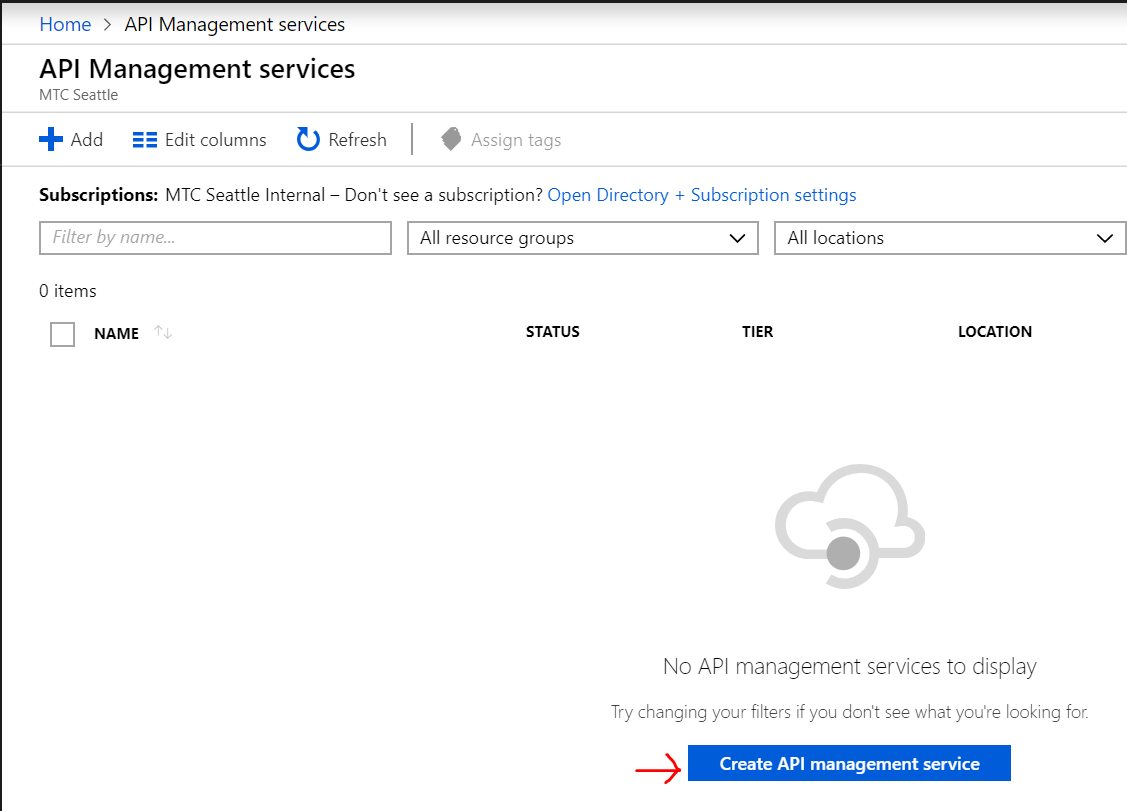 Home > API Management services
API Management services
MTC Seattle
Add Edit columns Refresh Assign tags
Subscriptions: MTC Seattle Internal – Don't see a subscription? Open Directory + Subscription settings
Filter by name... All resource groups All locations
0 items
NAME STATUS TIER LOCATION
No API management services to display
Try changing your filters if you don't see what you're looking for.
Create API management service